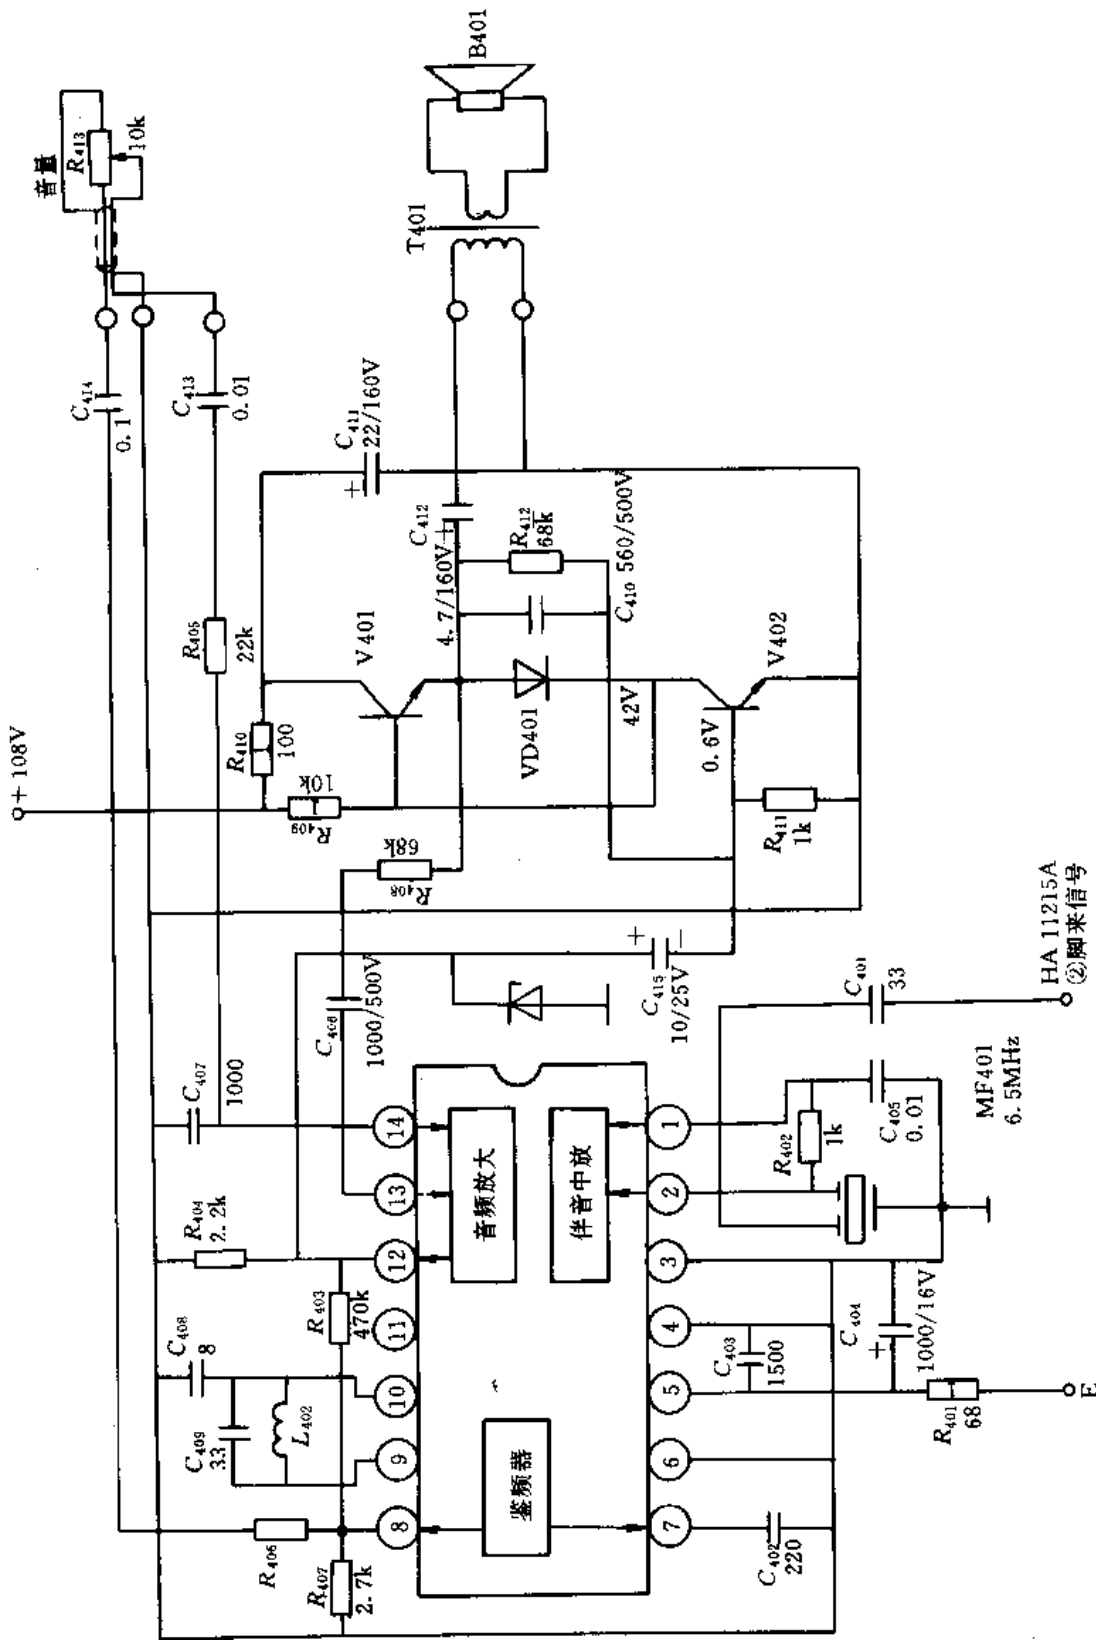 音量
R413
10k
B401
T401
C414
0.1
C413
0.01
C411
22/160V
+
C412
+
4.7/160V
R412
68k
C410 560/500V
R405
22k
V401
+108V
R410
100
10k
R409
VD401
42V
V402
0.6V
R411
1k
68k
R408
C406
1000/500V
+
−
C415
10/25V
HA 11215A
②脚来信号
C401
33
MF401
6.5MHz
C405
0.01
R402
1k
C407
1000
R404
2.2k
R403
470k
C408
8
C409
33
L402
R406
R407
2.7k
14
13
12
11
10
9
8
音频放大
伴音中放
鉴频器
1
2
3
4
5
6
7
C403
1500
C404
+
1000/16V
R401
68
E
C402
220